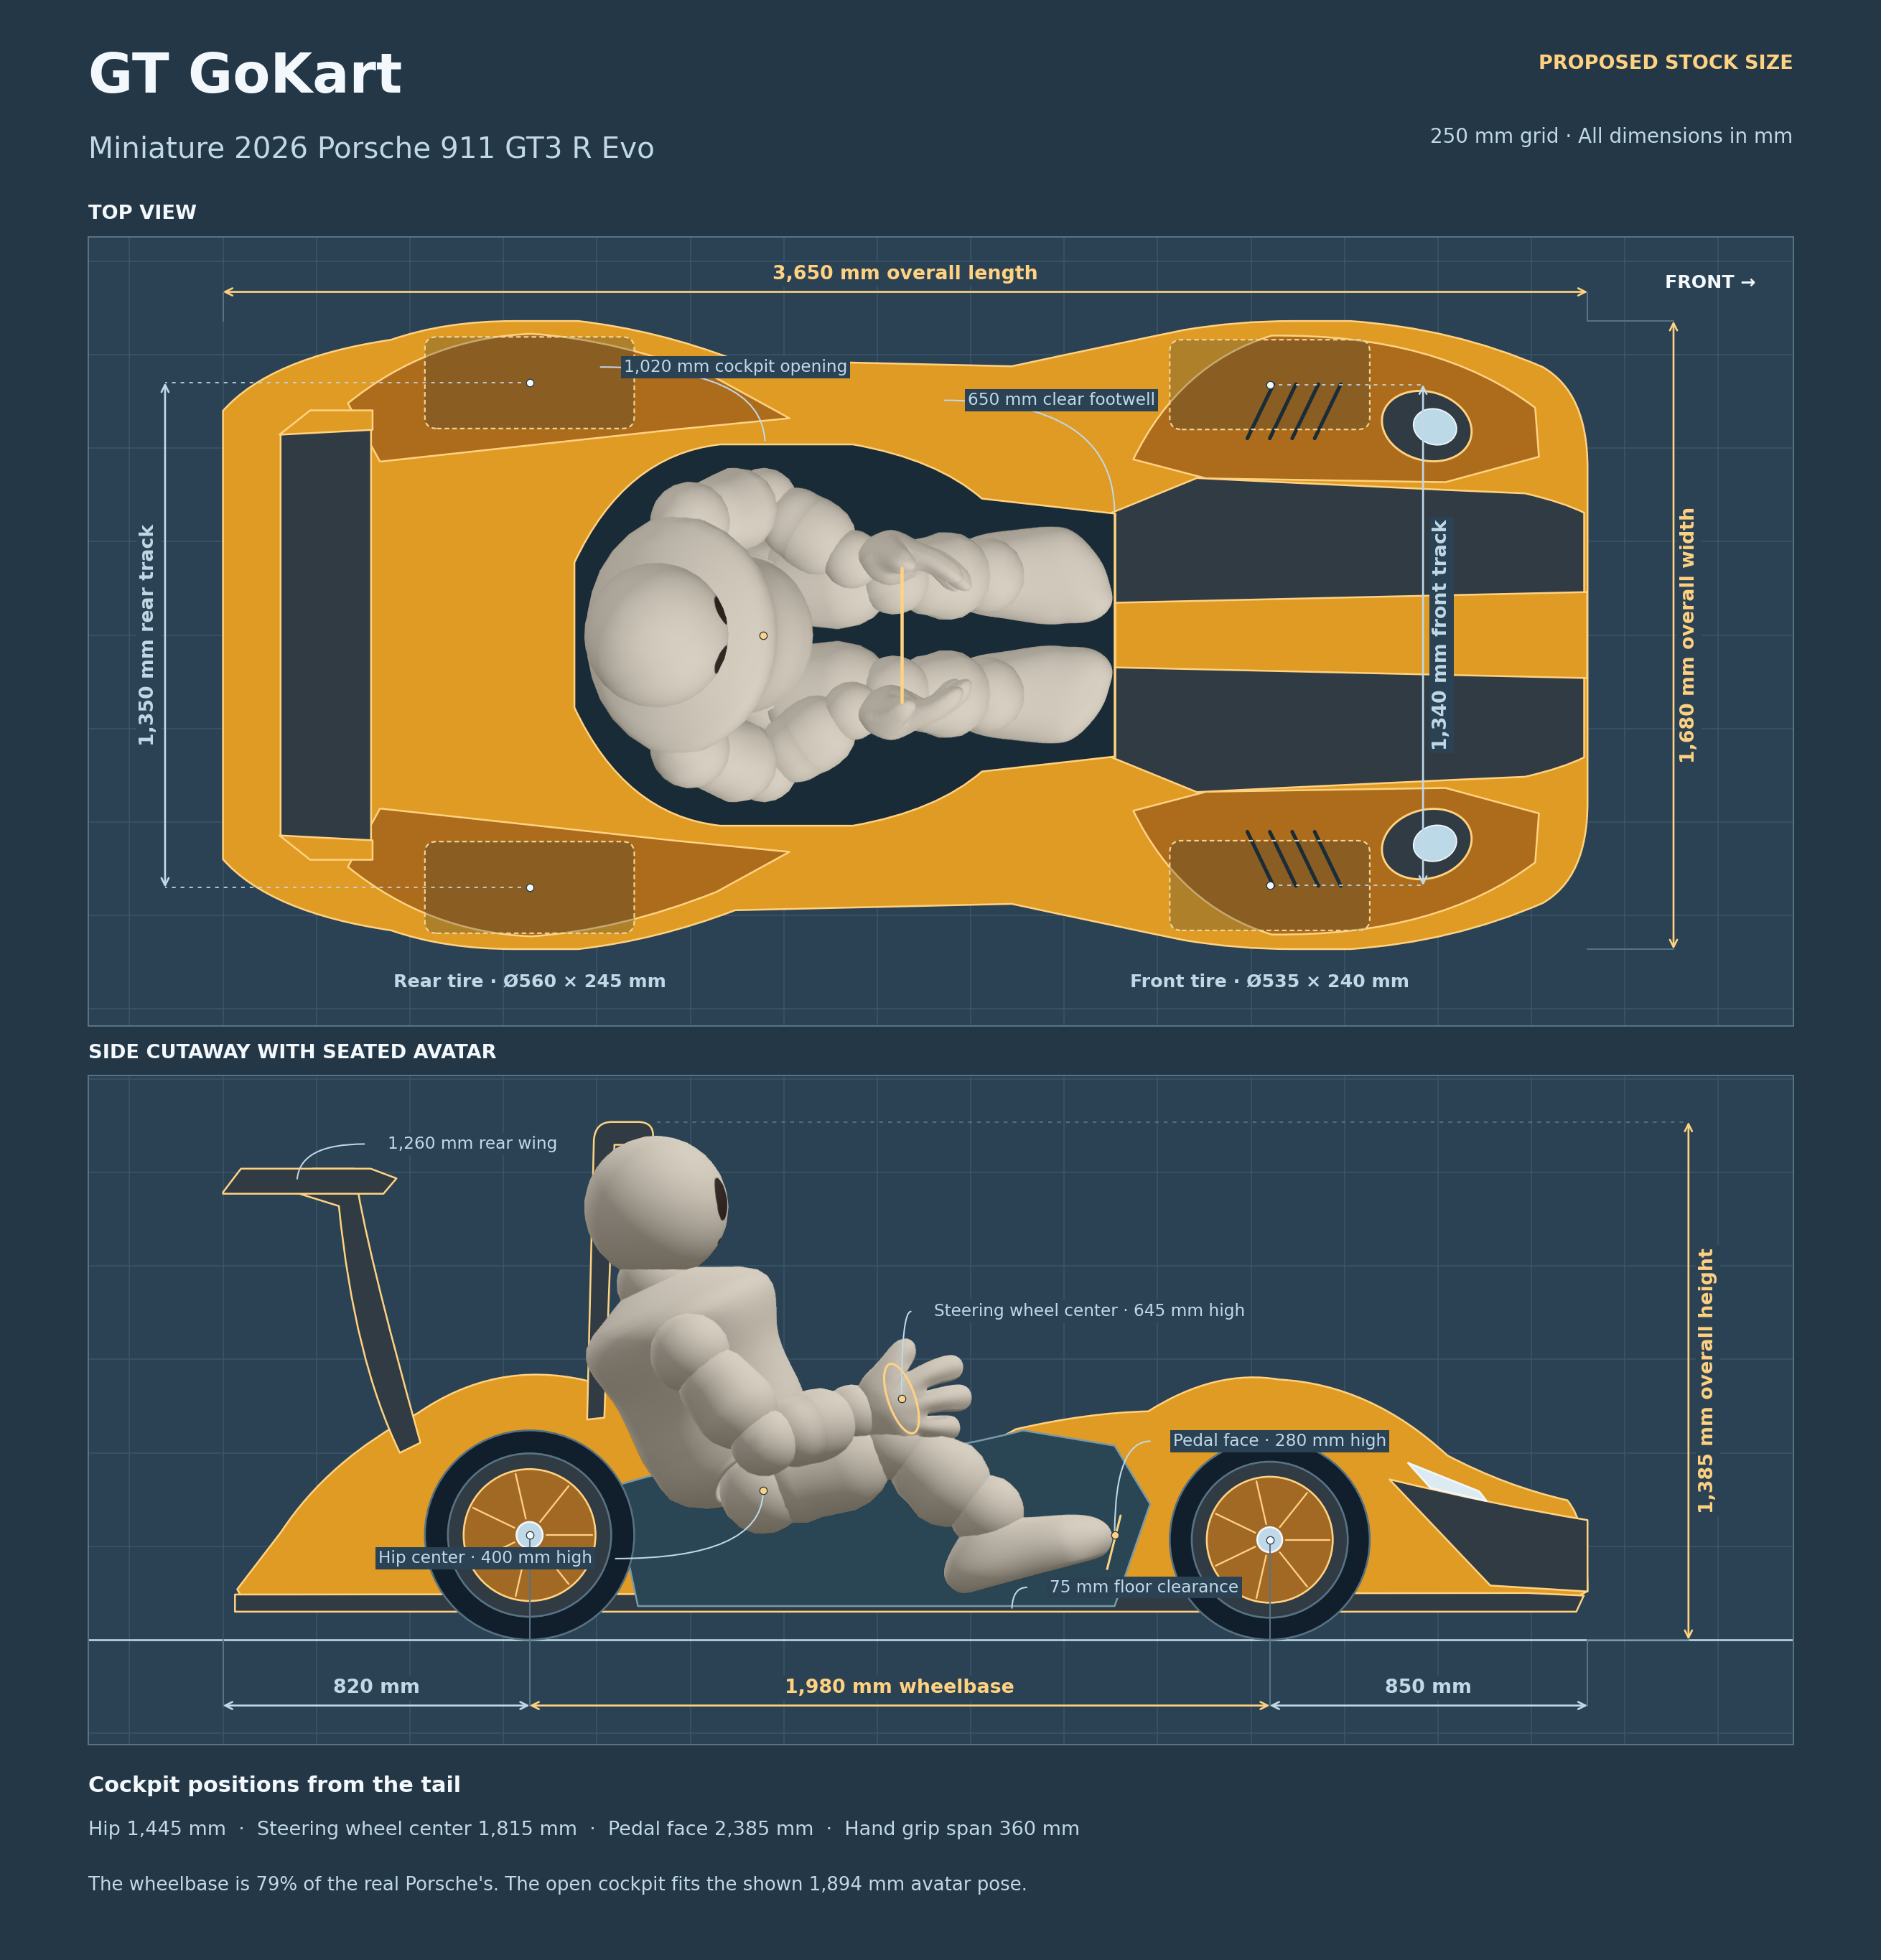 GT GoKart
PROPOSED STOCK SIZE
Miniature 2026 Porsche 911 GT3 R Evo
250 mm grid · All dimensions in mm
TOP VIEW
3,650 mm overall length
FRONT →
1,020 mm cockpit opening
650 mm clear footwell
1,350 mm rear track
1,340 mm front track
1,680 mm overall width
Rear tire · Ø560 × 245 mm
Front tire · Ø535 × 240 mm
SIDE CUTAWAY WITH SEATED AVATAR
1,260 mm rear wing
Steering wheel center · 645 mm high
Pedal face · 280 mm high
1,385 mm overall height
Hip center · 400 mm high
75 mm floor clearance
820 mm
1,980 mm wheelbase
850 mm
Cockpit positions from the tail
Hip 1,445 mm · Steering wheel center 1,815 mm · Pedal face 2,385 mm · Hand grip span 360 mm
The wheelbase is 79% of the real Porsche's. The open cockpit fits the shown 1,894 mm avatar pose.